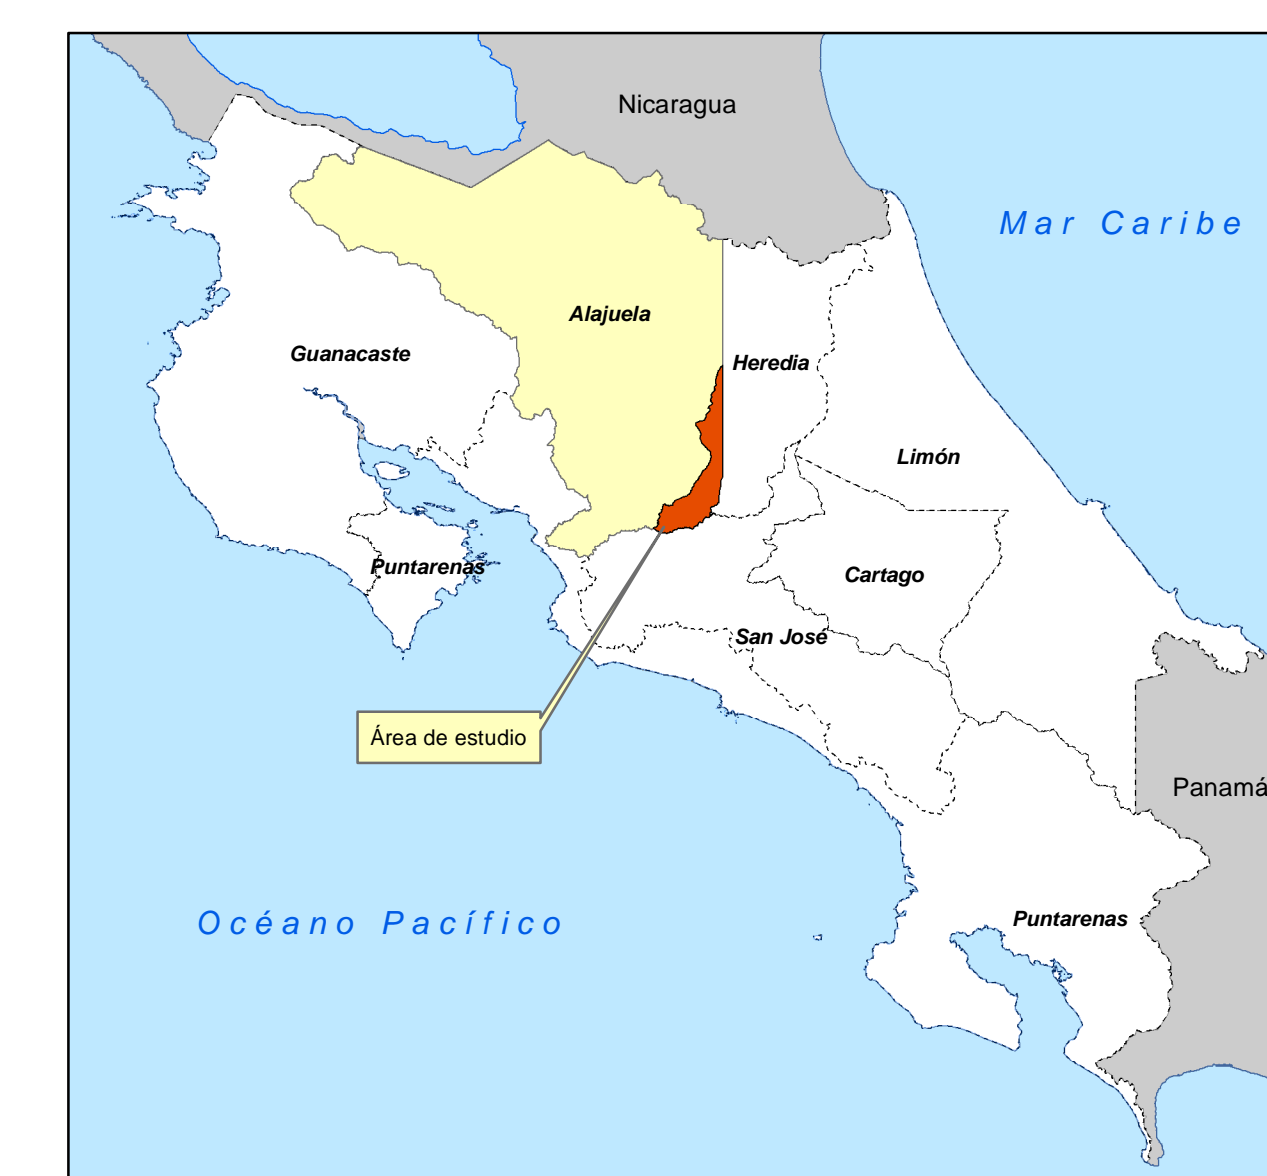 Nicaragua
Mar Caribe
Alajuela
Guanacaste
Heredia
Limón
Puntarenas
Cartago
San José
Área de estudio
Panamá
Océano Pacífico
Puntarenas